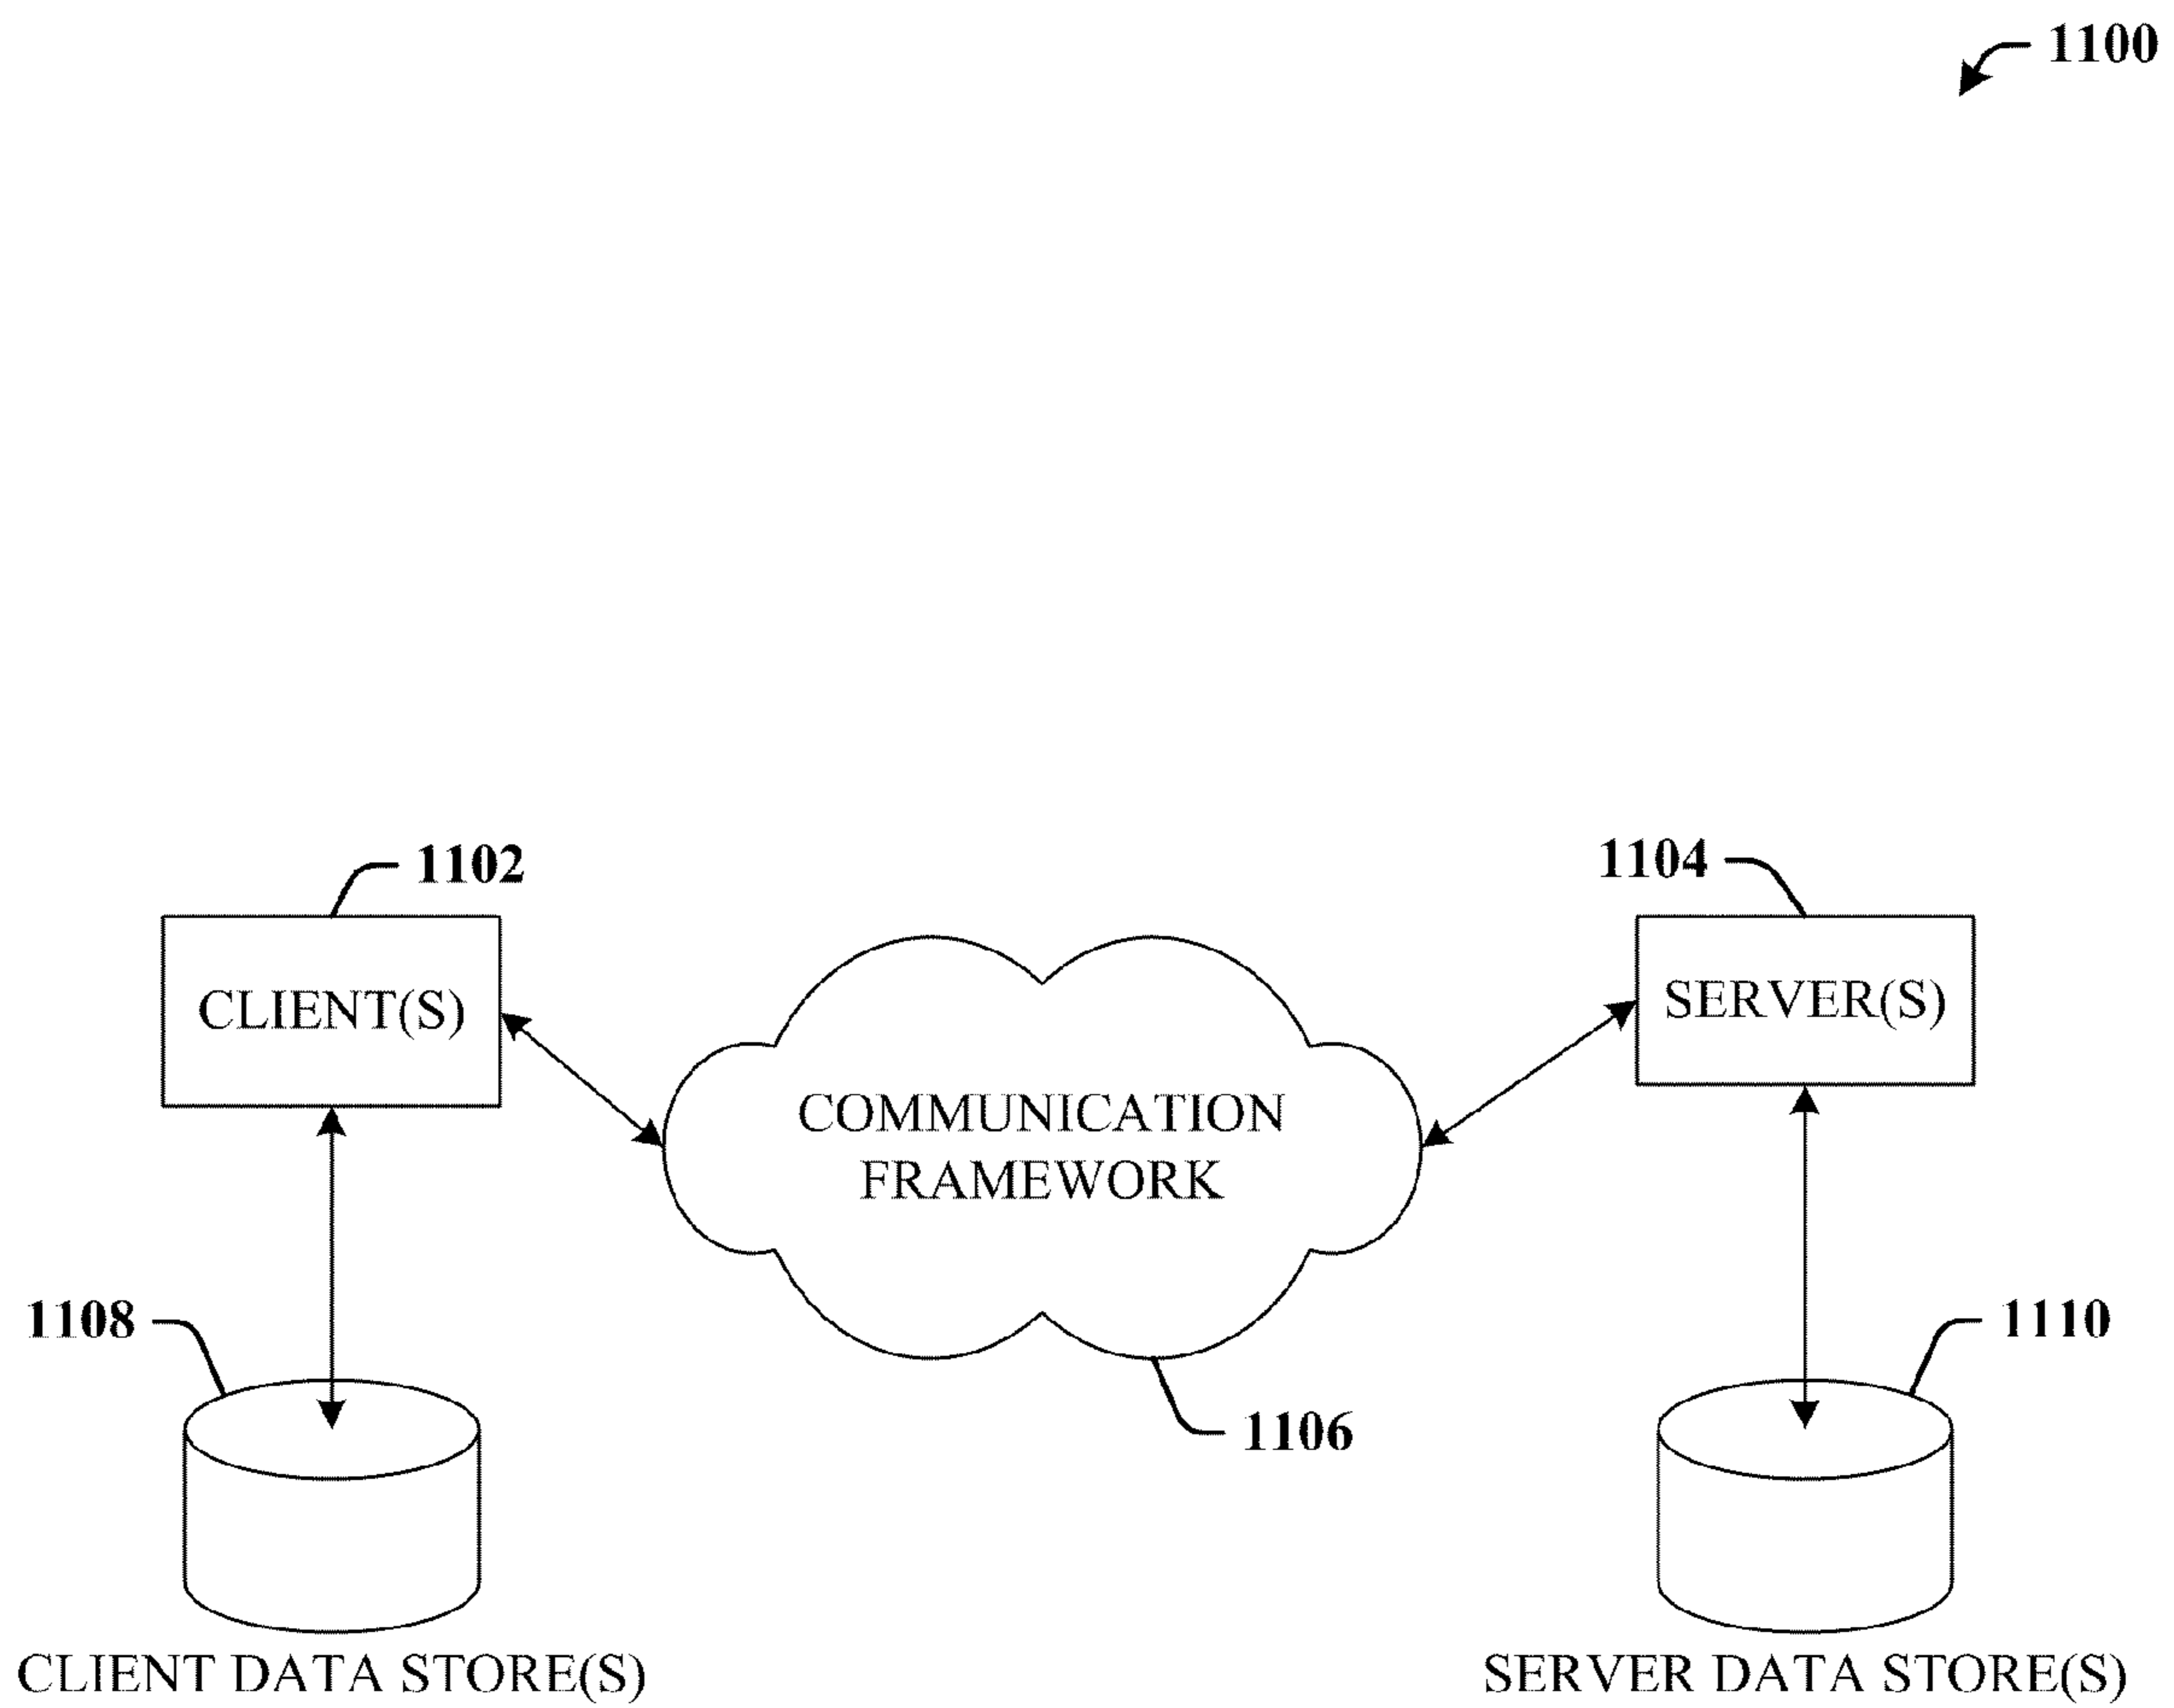 1100
1102
1104
CLIENT(S)
SERVER(S)
COMMUNICATION
FRAMEWORK
1108
1110
1106
CLIENT DATA STORE(S)
SERVER DATA STORE(S)